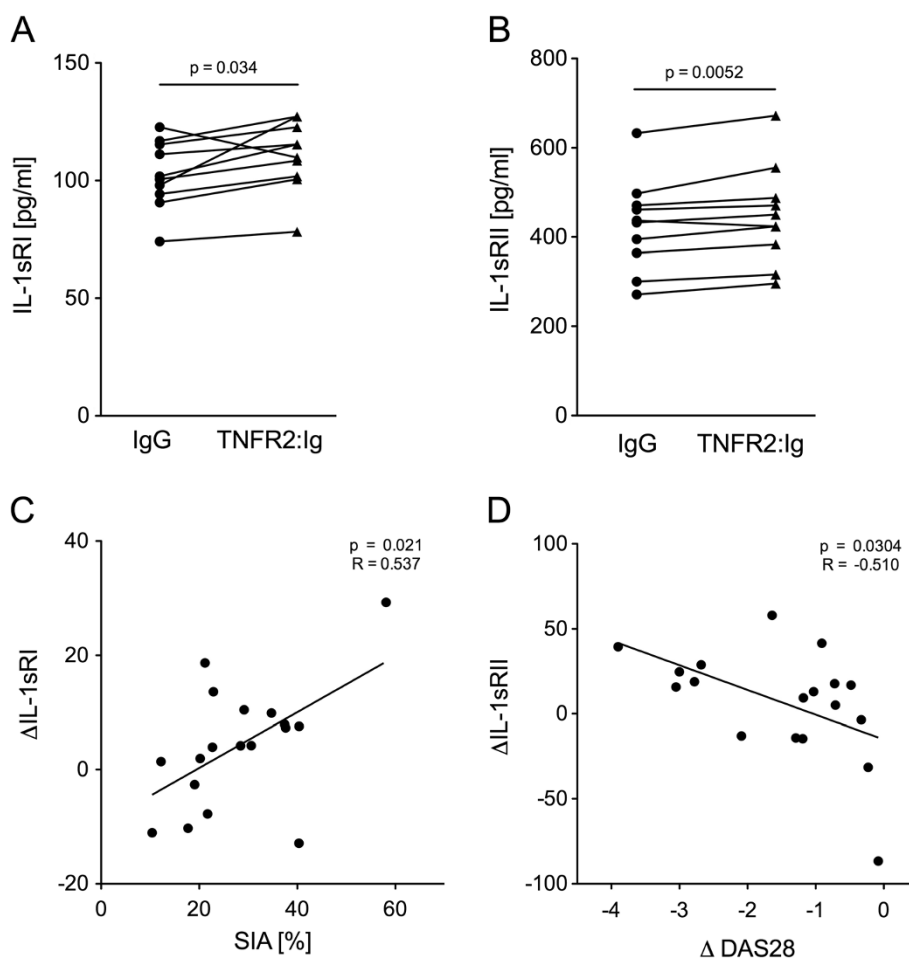 A
p = 0.034
IL-1sRI [pg/ml]
150
100
50
0
IgG TNFR2:Ig
B
p = 0.0052
IL-1sRII [pg/ml]
800
600
400
200
0
IgG TNFR2:Ig
C
p = 0.021
R = 0.537
ΔIL-1sRI
40
20
0
-20
0 20 40 60
SIA [%]
D
p = 0.0304
R = -0.510
ΔIL-1sRII
100
50
0
-50
-100
-4 -3 -2 -1 0
Δ DAS28